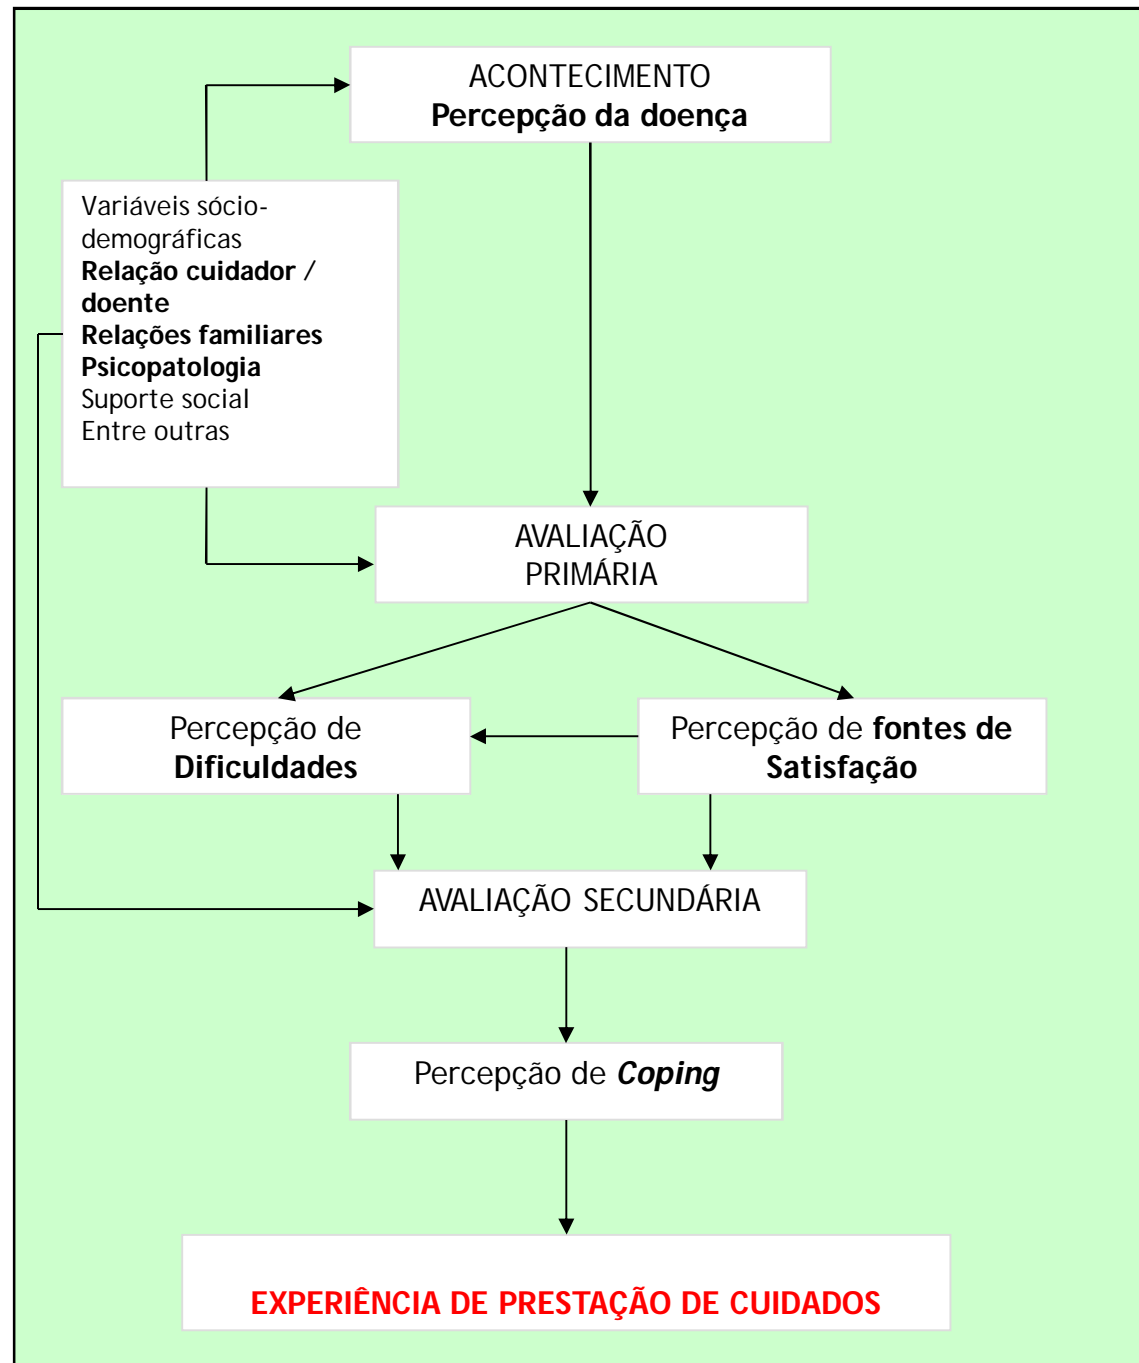 ACONTECIMENTO
Percepção da doença
Variáveis sócio-
demográficas
Relação cuidador /
doente
Relações familiares
Psicopatologia
Suporte social
Entre outras
AVALIAÇÃO
PRIMÁRIA
Percepção de
Dificuldades
Percepção de fontes de
Satisfação
AVALIAÇÃO SECUNDÁRIA
Percepção de Coping
EXPERIÊNCIA DE PRESTAÇÃO DE CUIDADOS